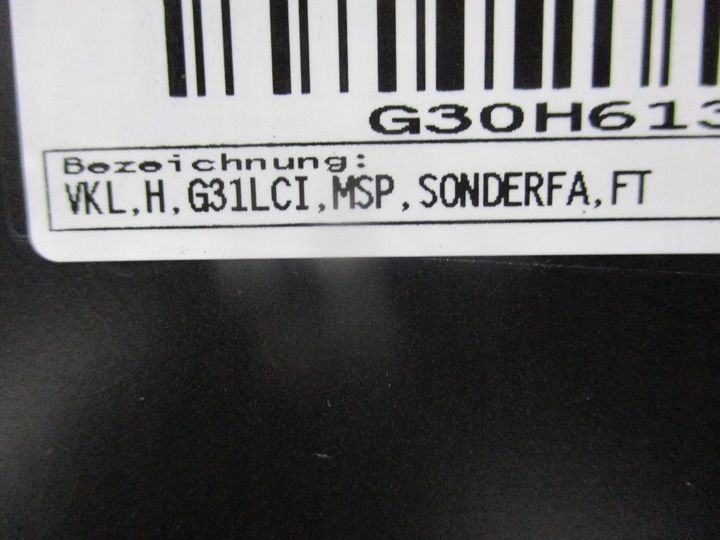 G30H613
Bezeichnung:
VKL,H,G31LCI,MSP,SONDERFA,FT